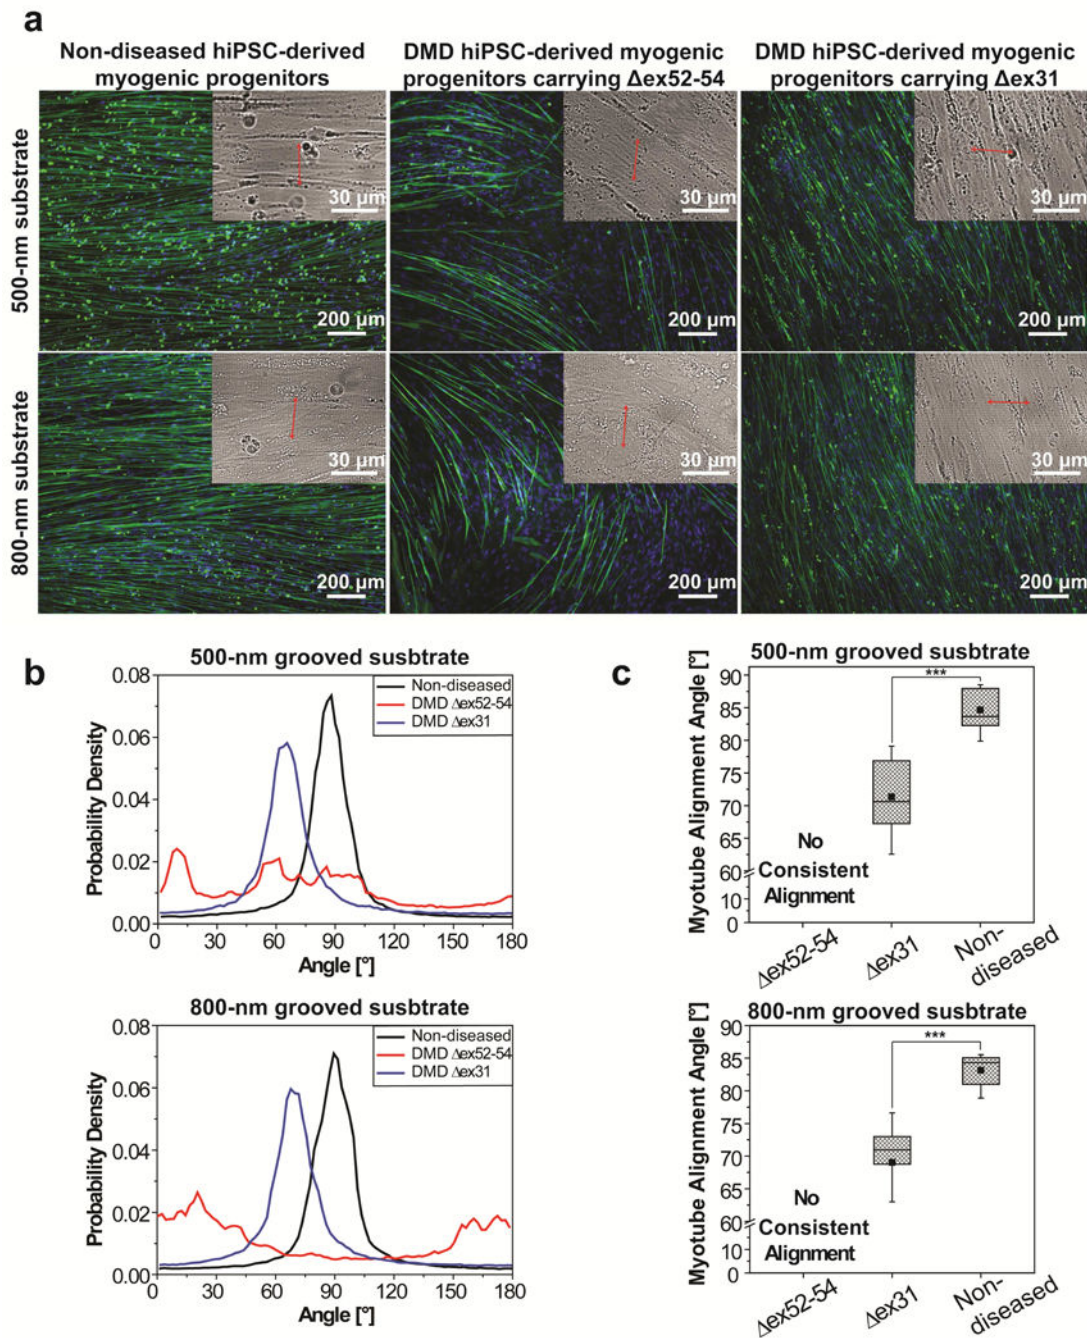 a
Non-diseased hiPSC-derived
myogenic progenitors
DMD hiPSC-derived myogenic
progenitors carrying Δex52-54
DMD hiPSC-derived myogenic
progenitors carrying Δex31
500-nm substrate
30 µm
200 µm
30 µm
200 µm
30 µm
200 µm
800-nm substrate
30 µm
200 µm
30 µm
200 µm
30 µm
200 µm
b
500-nm grooved susbtrate
Non-diseased
DMD Δex52-54
DMD Δex31
Probability Density
0.08
0.06
0.04
0.02
0.00
0 30 60 90 120 150 180
Angle [°]
800-nm grooved susbtrate
Non-diseased
DMD Δex52-54
DMD Δex31
Probability Density
0.08
0.06
0.04
0.02
0.00
0 30 60 90 120 150 180
Angle [°]
c
500-nm grooved substrate
***
Myotube Alignment Angle [°]
90
85
80
75
70
65
60
10
5
0
No
Consistent
Alignment
Δex52-54
Δex31
Non-
diseased
800-nm grooved substrate
***
Myotube Alignment Angle [°]
90
85
80
75
70
65
60
10
5
0
No
Consistent
Alignment
Δex52-54
Δex31
Non-
diseased